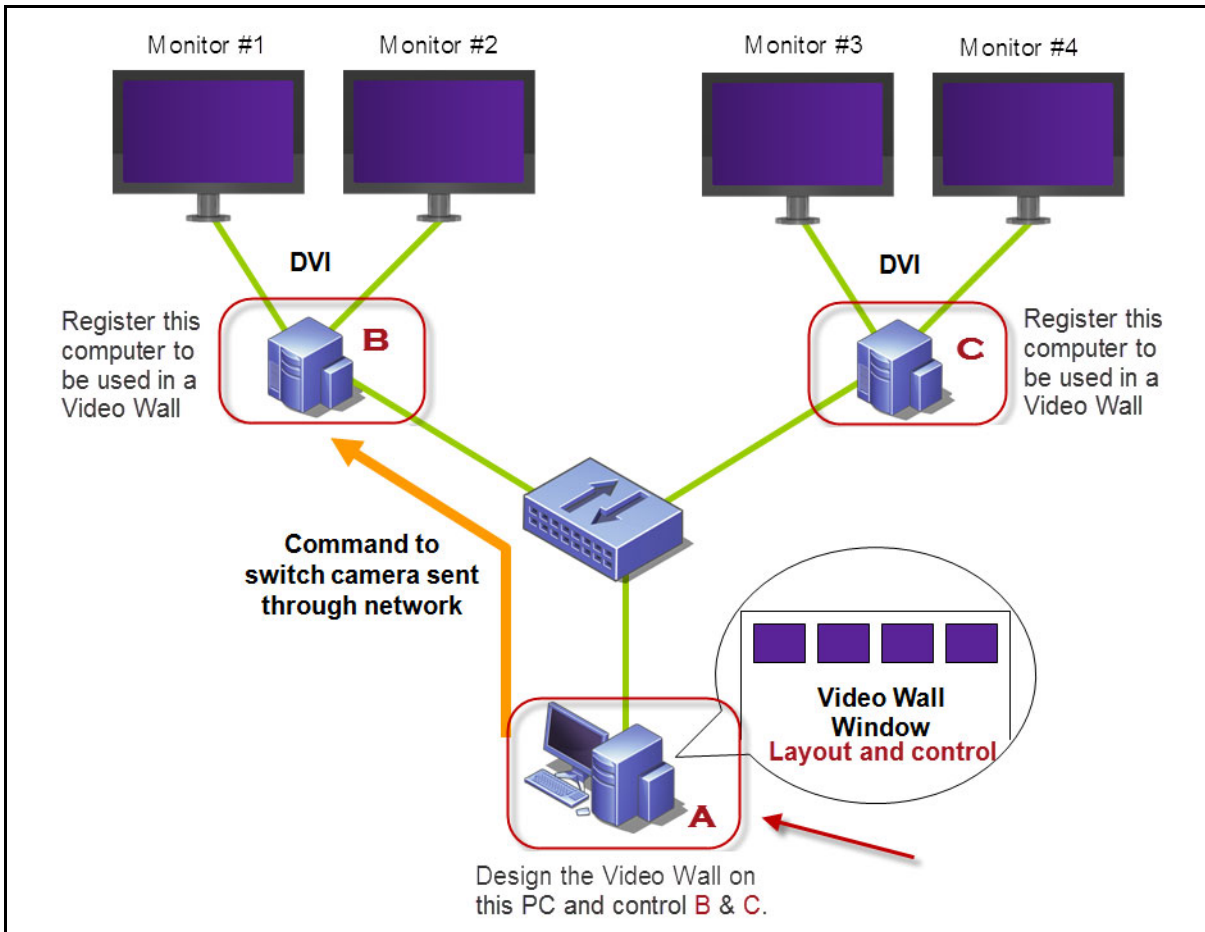 Monitor #1
Monitor #2
Monitor #3
Monitor #4
DVI
DVI
Register this
computer to
be used in a
Video Wall
B
C
Register this
computer to
be used in a
Video Wall
Command to
switch camera sent
through network
Video Wall
Window
Layout and control
A
Design the Video Wall on
this PC and control B & C.